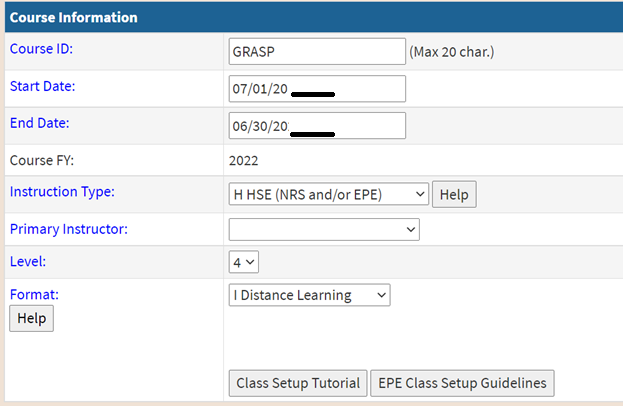 Course Information
Course ID: GRASP (Max 20 char.)
Start Date: 07/01/20
End Date: 06/30/20
Course FY: 2022
Instruction Type: H HSE (NRS and/or EPE) Help
Primary Instructor:
Level: 4
Format: I Distance Learning
Help
Class Setup Tutorial EPE Class Setup Guidelines